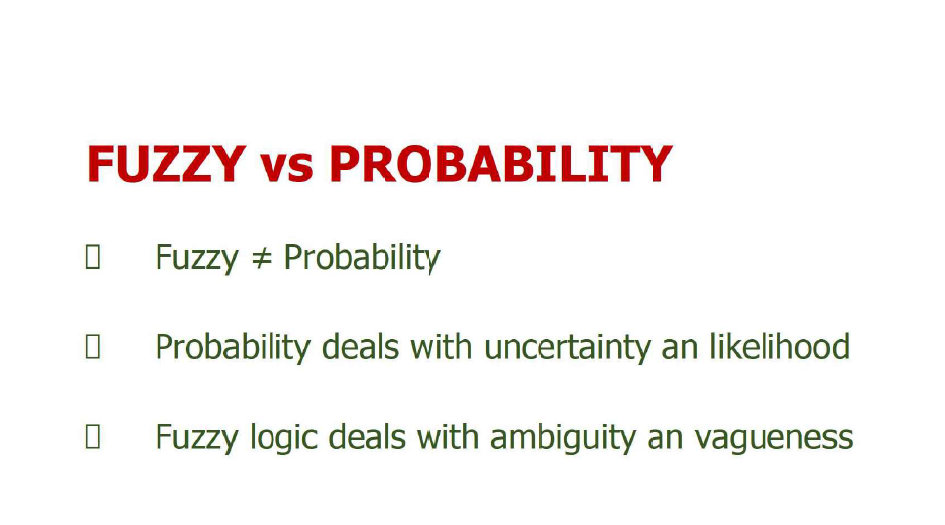 FUZZY vs PROBABILITY
Fuzzy ≠ Probability
Probability deals with uncertainty an likelihood
Fuzzy logic deals with ambiguity an vagueness